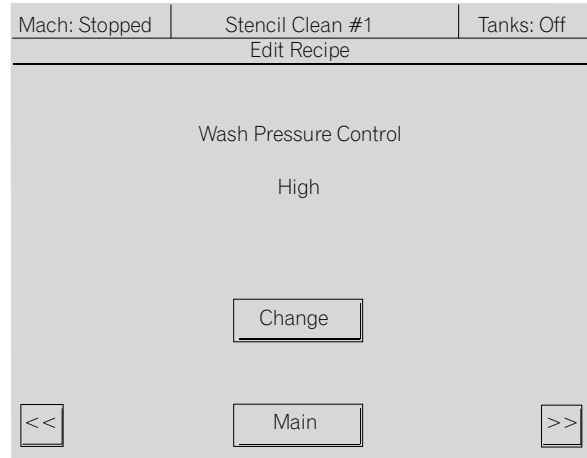 Mach: Stopped Stencil Clean #1 Tanks: Off
Edit Recipe
Wash Pressure Control
High
Change
<< Main >>